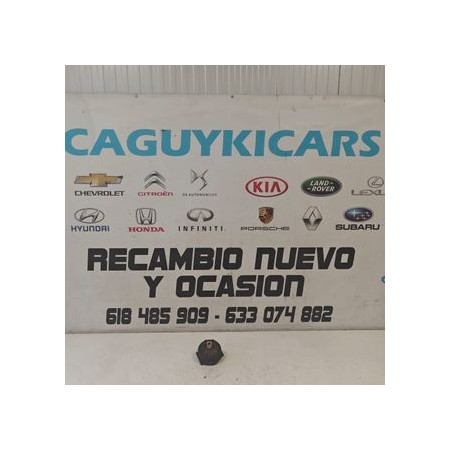 CAGUYKICARS
CHEVROLET CITROËN DS AUTOMOBILES KIA LAND ROVER LEXU
HYUNDAI HONDA INFINITI PORSCHE SUBARU
RECAMBIO NUEVO
Y OCASION
618 485 909 - 633 074 882